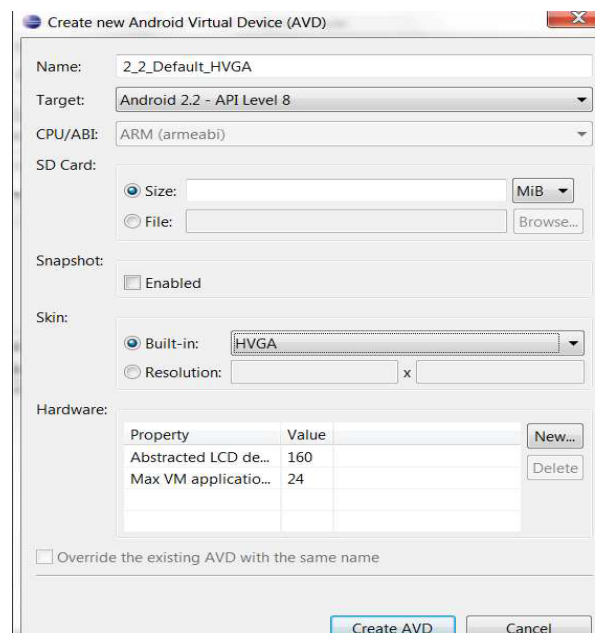 Create new Android Virtual Device (AVD)
X
Name: 2_2_Default_HVGA
Target: Android 2.2 - API Level 8
CPU/ABI: ARM (armeabi)
SD Card:
Size: MiB
File: Browse...
Snapshot:
Enabled
Skin:
Built-in: HVGA
Resolution: x
Hardware:
Property Value New...
Abstracted LCD de... 160
Delete
Max VM applicatio... 24
Override the existing AVD with the same name
Create AVD Cancel